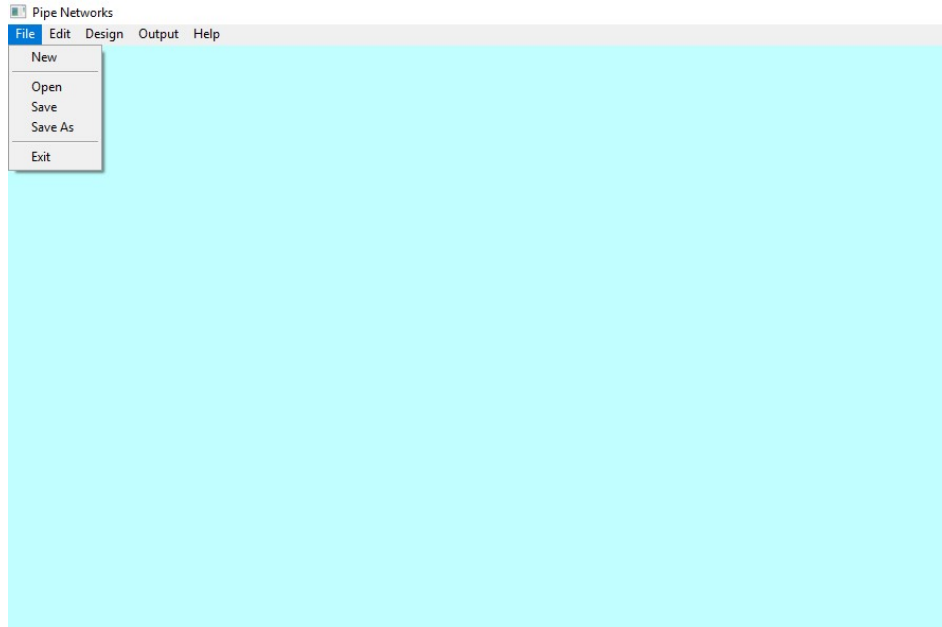 Pipe Networks
File Edit Design Output Help
New
Open
Save
Save As
Exit